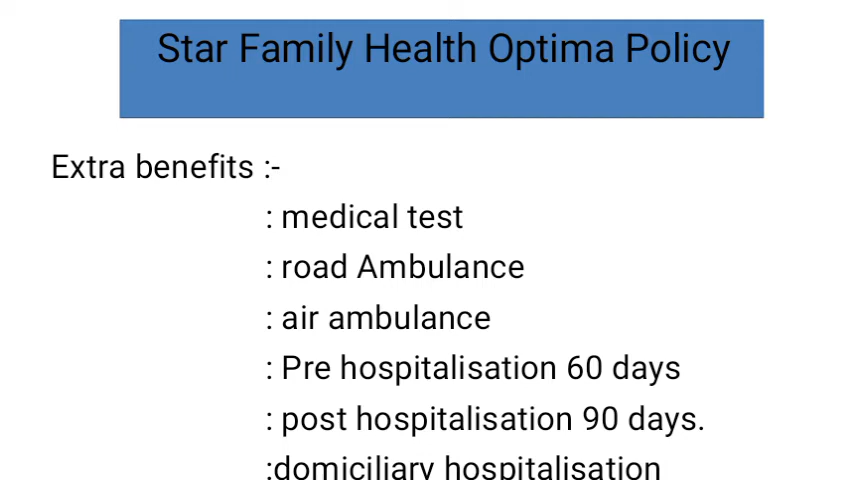 Star Family Health Optima Policy
Extra benefits :-
: medical test
: road Ambulance
: air ambulance
: Pre hospitalisation 60 days
: post hospitalisation 90 days.
:domiciliary hospitalisation